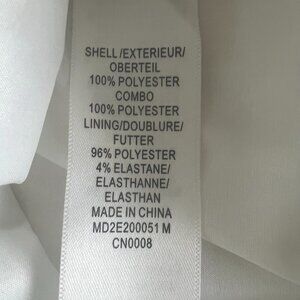 SHELL/EXTERIEUR/
OBERTEIL
100% POLYESTER
COMBO
100% POLYESTER
LINING/DOUBLURE/
FUTTER
96% POLYESTER
4% ELASTANE/
ELASTHANNE/
ELASTHAN
MADE IN CHINA
MD2E200051 M
CN0008